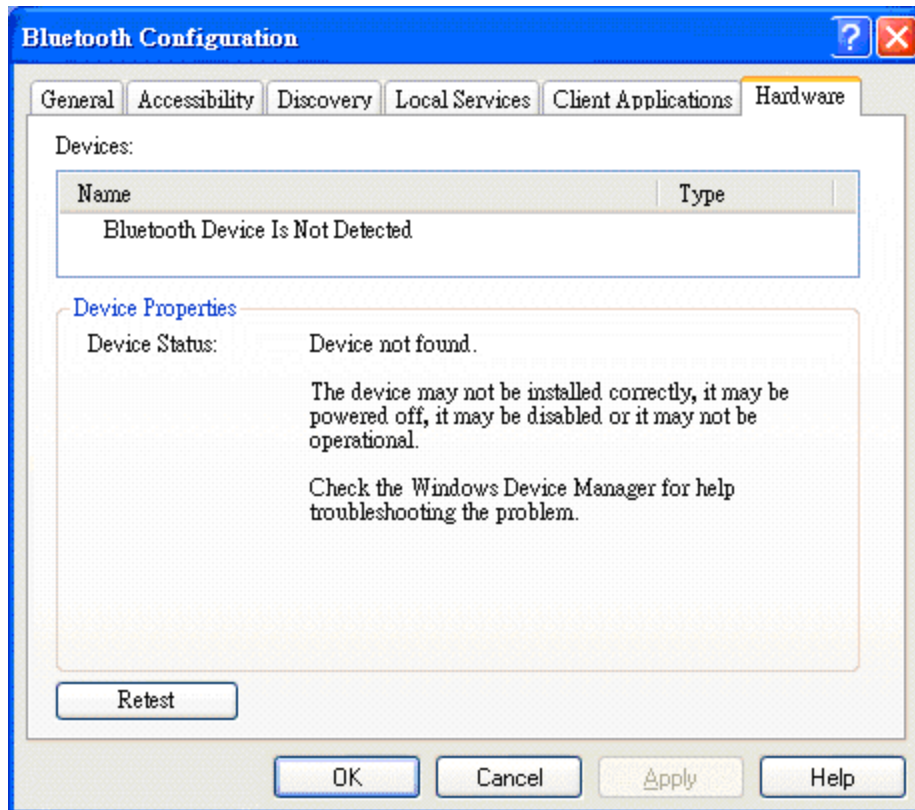 Bluetooth Configuration
General Accessibility Discovery Local Services Client Applications Hardware
Devices:
Name Type
Bluetooth Device Is Not Detected
Device Properties
Device Status: Device not found.
The device may not be installed correctly, it may be
powered off, it may be disabled or it may not be
operational.
Check the Windows Device Manager for help
troubleshooting the problem.
Retest
OK Cancel Apply Help